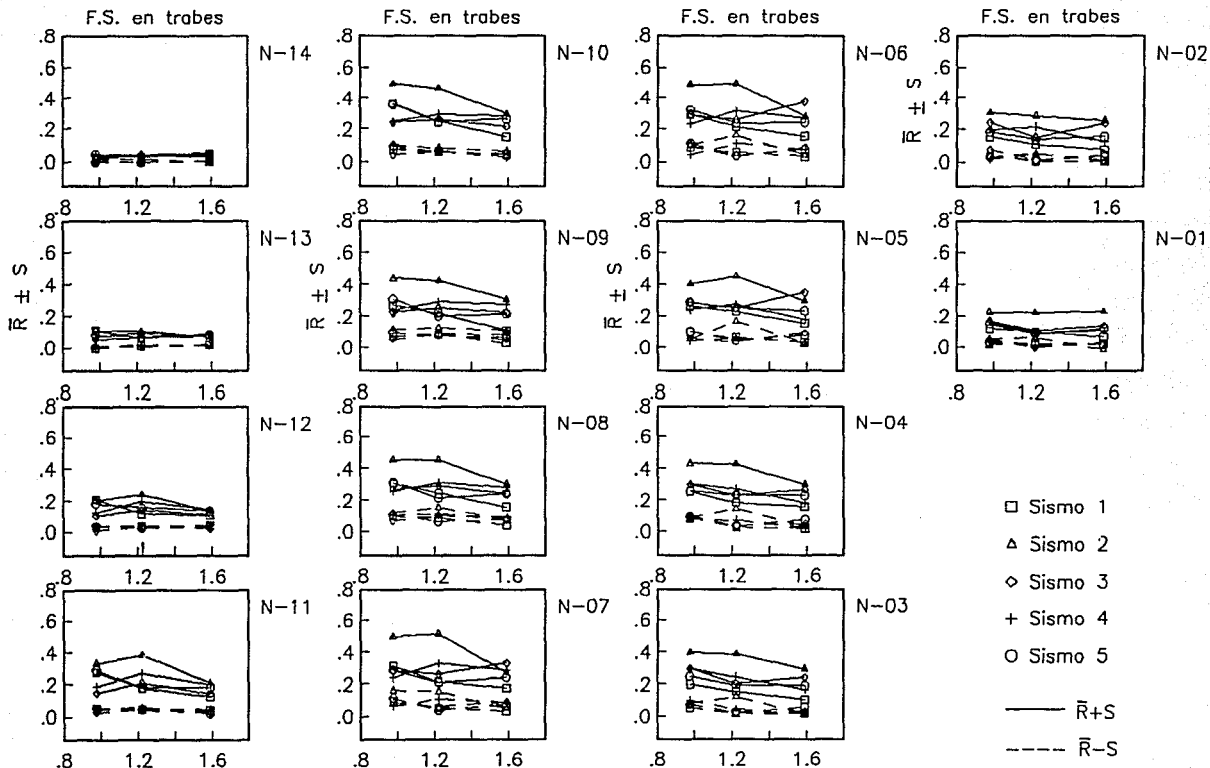 F.S. en trabes
F.S. en trabes
F.S. en trabes
F.S. en trabes
.8
.6
.4
.2
.0
N-14
.8
.6
.4
.2
.0
N-10
.8
.6
.4
.2
.0
N-06
R̄ ± S
.8
.6
.4
.2
.0
N-02
.8 1.2 1.6
.8 1.2 1.6
.8 1.2 1.6
.8 1.2 1.6
R̄ ± S
.8
.6
.4
.2
.0
N-13
R̄ ± S
.8
.6
.4
.2
.0
N-09
R̄ ± S
.8
.6
.4
.2
.0
N-05
.8
.6
.4
.2
.0
N-01
.8 1.2 1.6
.8 1.2 1.6
.8 1.2 1.6
.8 1.2 1.6
.8
.6
.4
.2
.0
N-12
.8
.6
.4
.2
.0
N-08
.8
.6
.4
.2
.0
N-04
.8 1.2 1.6
.8 1.2 1.6
.8 1.2 1.6
.8
.6
.4
.2
.0
N-11
.8
.6
.4
.2
.0
N-07
.8
.6
.4
.2
.0
N-03
.8 1.2 1.6
.8 1.2 1.6
.8 1.2 1.6
Sismo 1
Sismo 2
Sismo 3
Sismo 4
Sismo 5
R̄+S
R̄-S